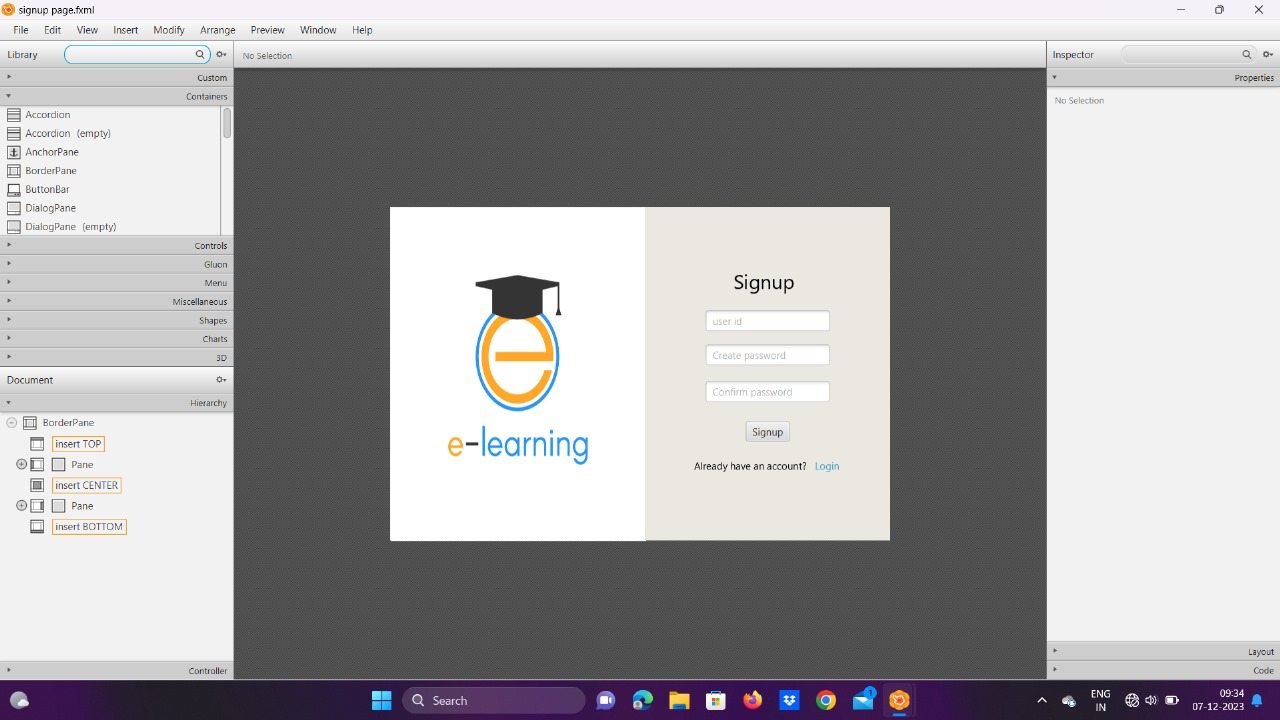 signup page.fxml
File Edit View Insert Modify Arrange Preview Window Help
Library
No Selection
Inspector
Custom
Containers
Accordion
Accordion (empty)
AnchorPane
BorderPane
ButtonBar
DialogPane
DialogPane (empty)
Controls
Gluon
Menu
Miscellaneous
Shapes
Charts
3D
Document
Hierarchy
BorderPane
insert TOP
Pane
insert CENTER
Pane
insert BOTTOM
Controller
e-learning
Signup
user id
Create password
Confirm password
Signup
Already have an account? Login
Properties
No Selection
Layout
Code
Search
1
ENG
IN
09:34
07-12-2023